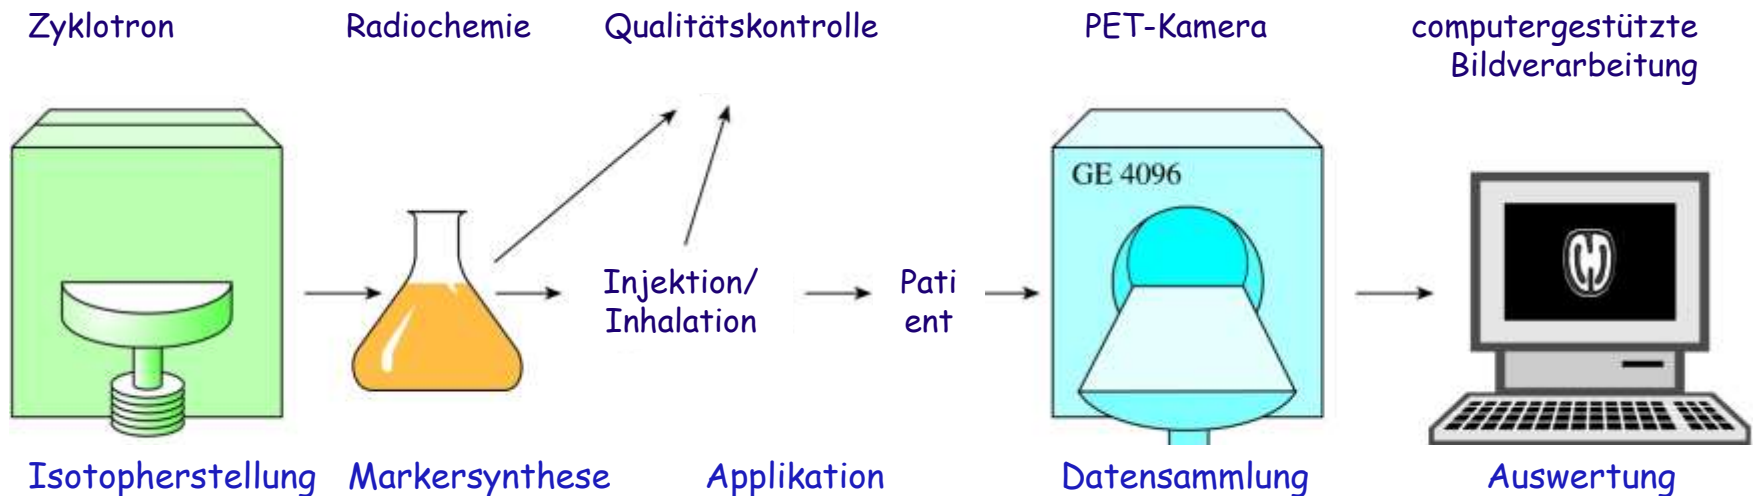 Zyklotron
Radiochemie
Qualitätskontrolle
PET-Kamera
computergestützte
Bildverarbeitung
GE 4096
Injektion/
Inhalation
Pati
ent
Isotopherstellung
Markersynthese
Applikation
Datensammlung
Auswertung